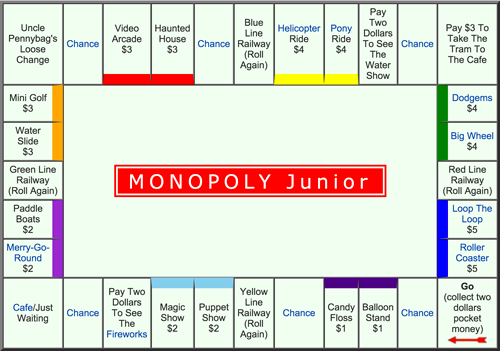 Uncle
Pennybag's
Loose
Change
Chance
Video
Arcade
$3
Haunted
House
$3
Chance
Blue
Line
Railway
(Roll
Again)
Helicopter
Ride
$4
Pony
Ride
$4
Pay
Two
Dollars
To See
The
Water
Show
Chance
Pay $3 To
Take The
Tram To
The Cafe
Mini Golf
$3
Dodgems
$4
Water
Slide
$3
Big Wheel
$4
Green Line
Railway
(Roll Again)
MONOPOLY Junior
Red Line
Railway
(Roll Again)
Paddle
Boats
$2
Loop The
Loop
$5
Merry-Go-
Round
$2
Roller
Coaster
$5
Cafe/Just
Waiting
Chance
Pay Two
Dollars
To See
The
Fireworks
Magic
Show
$2
Puppet
Show
$2
Yellow
Line
Railway
(Roll
Again)
Chance
Candy
Floss
$1
Balloon
Stand
$1
Chance
Go
(collect two
dollars
pocket
money)